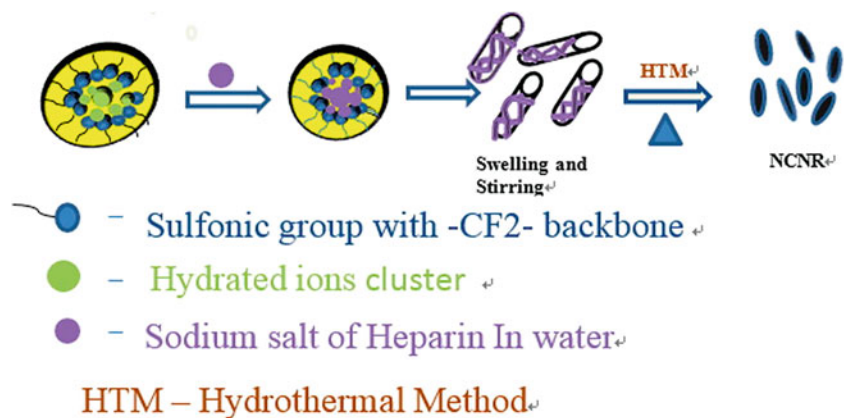 HTM
Swelling and
Stirring
NCNR
– Sulfonic group with -CF2- backbone
– Hydrated ions cluster
– Sodium salt of Heparin In water
HTM – Hydrothermal Method